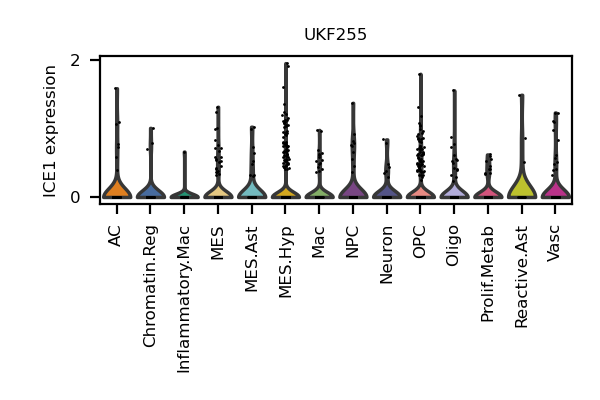 UKF255
ICE1 expression
2
0
AC
Chromatin.Reg
Inflammatory.Mac
MES
MES.Ast
MES.Hyp
Mac
NPC
Neuron
OPC
Oligo
Prolif.Metab
Reactive.Ast
Vasc